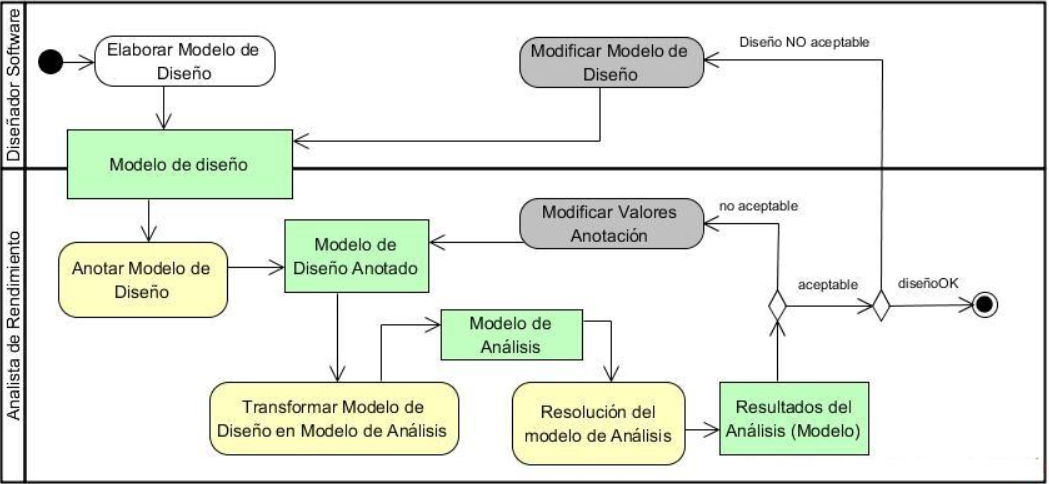 Diseñador Software
Elaborar Modelo de
Diseño
Modificar Modelo de
Diseño
Diseño NO aceptable
Modelo de diseño
Analista de Rendimiento
Modificar Valores
Anotación
no aceptable
Modelo de
Diseño Anotado
Anotar Modelo de
Diseño
aceptable
diseñoOK
Modelo de
Análisis
Transformar Modelo de
Diseño en Modelo de Análisis
Resolución del
modelo de Análisis
Resultados del
Análisis (Modelo)